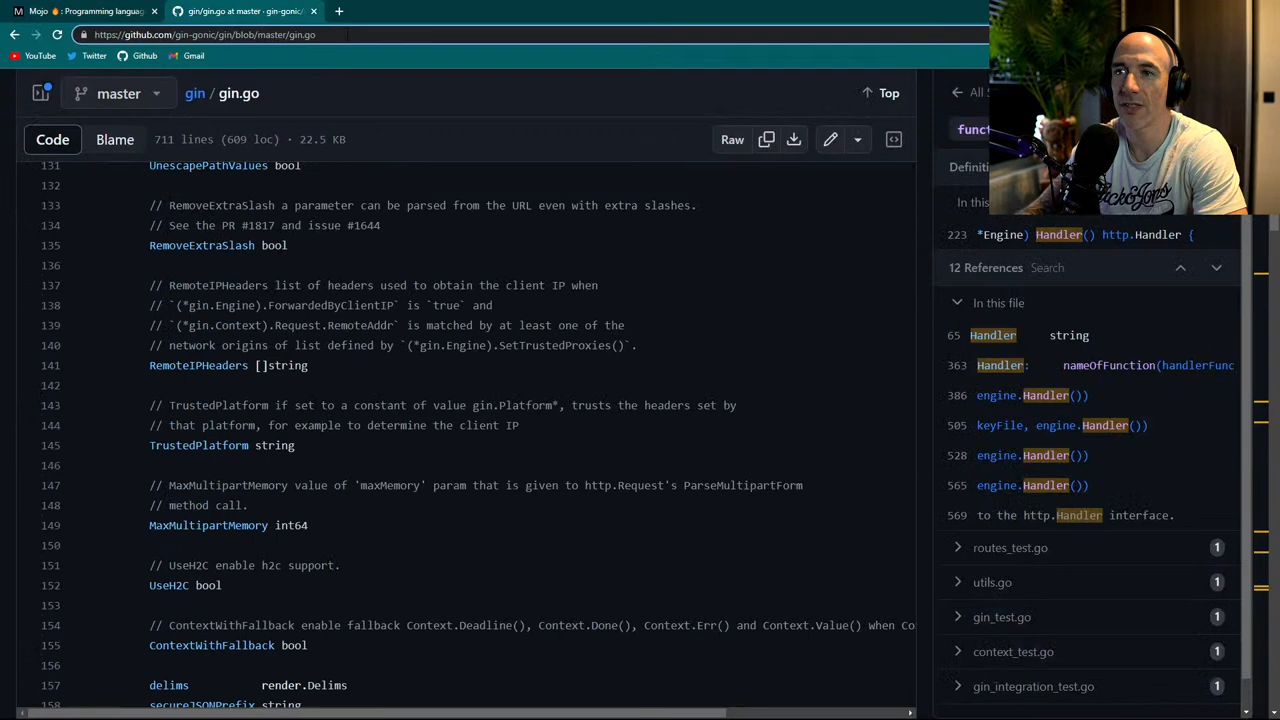 Mojo 🔥: Programming languag
gin/gin.go at master · gin-gonic/
https://github.com/gin-gonic/gin/blob/master/gin.go
YouTube
Twitter
Github
Gmail
master
gin / gin.go
Top
Code
Blame
711 lines (609 loc) · 22.5 KB
Raw
131 UnescapePathValues bool
132
133 // RemoveExtraSlash a parameter can be parsed from the URL even with extra slashes.
134 // See the PR #1817 and issue #1644
135 RemoveExtraSlash bool
136
137 // RemoteIPHeaders list of headers used to obtain the client IP when
138 // `(*gin.Engine).ForwardedByClientIP` is `true` and
139 // `(*gin.Context).Request.RemoteAddr` is matched by at least one of the
140 // network origins of list defined by `(*gin.Engine).SetTrustedProxies()`.
141 RemoteIPHeaders []string
142
143 // TrustedPlatform if set to a constant of value gin.Platform*, trusts the headers set by
144 // that platform, for example to determine the client IP
145 TrustedPlatform string
146
147 // MaxMultipartMemory value of 'maxMemory' param that is given to http.Request's ParseMultipartForm
148 // method call.
149 MaxMultipartMemory int64
150
151 // UseH2C enable h2c support.
152 UseH2C bool
153
154 // ContextWithFallback enable fallback Context.Deadline(), Context.Done(), Context.Err() and Context.Value() when Co
155 ContextWithFallback bool
156
157 delims render.Delims
158 secureJSONPrefix string
All S
funct
Definiti
In this
223 *Engine) Handler() http.Handler {
12 References Search
In this file
65 Handler string
363 Handler: nameOfFunction(handlerFunc
386 engine.Handler())
505 keyFile, engine.Handler())
528 engine.Handler())
565 engine.Handler())
569 to the http.Handler interface.
routes_test.go 1
utils.go 1
gin_test.go 1
context_test.go 1
gin_integration_test.go 1